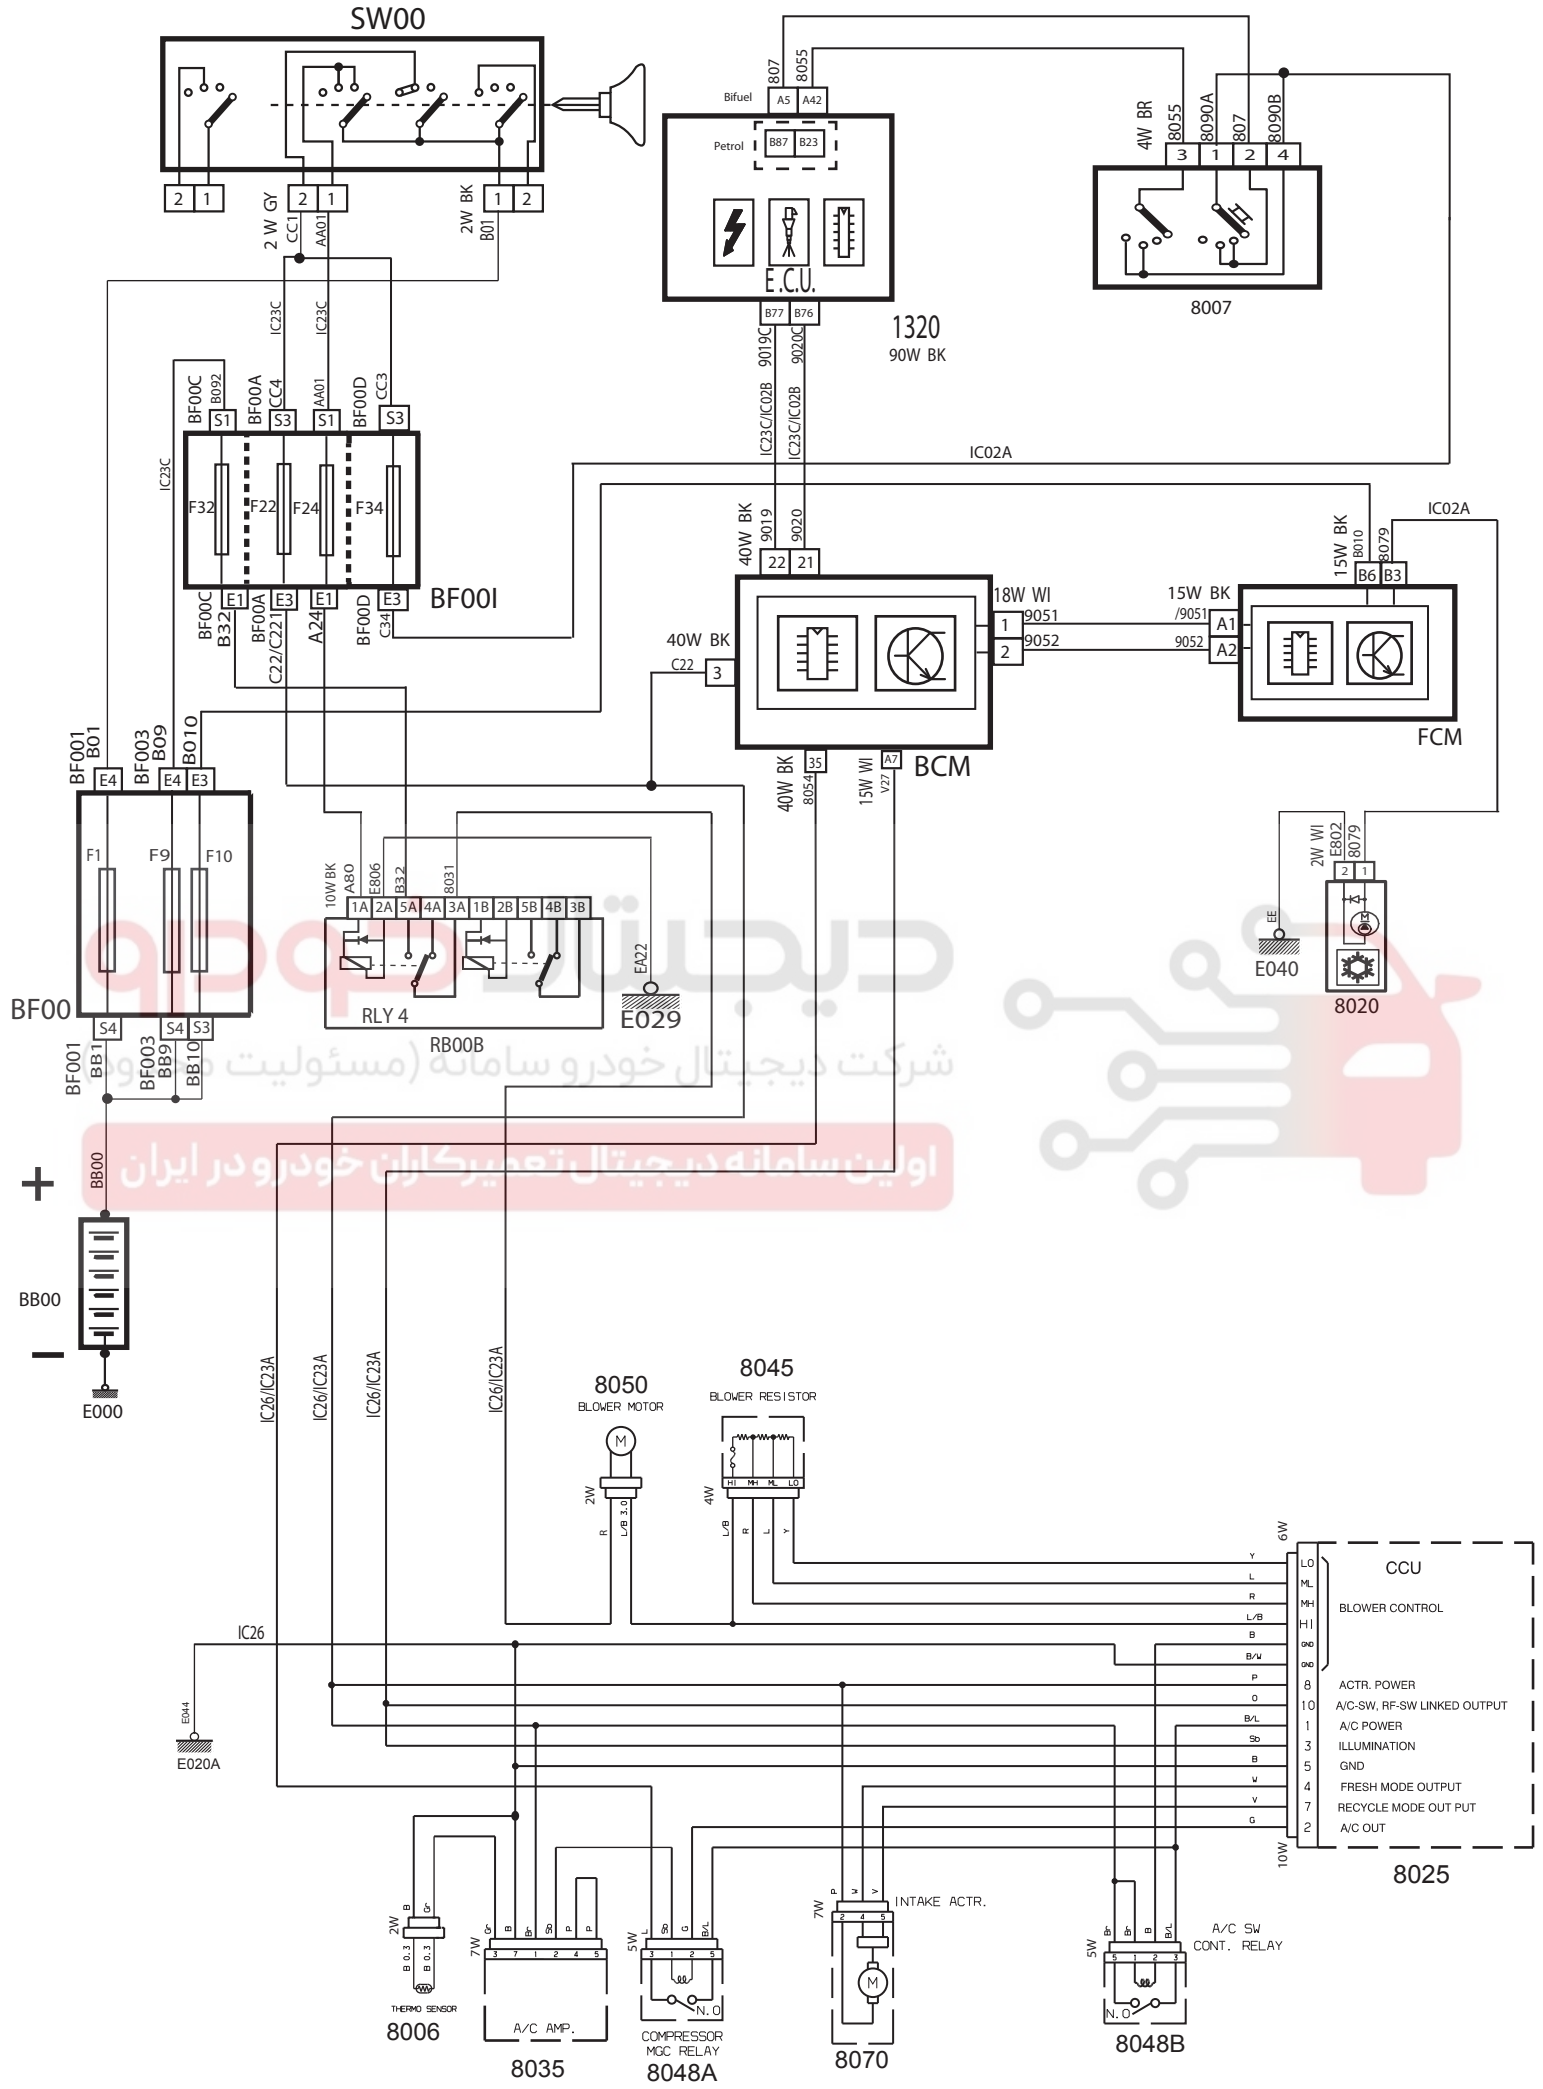 SW00
2 1
2 W GY
2 1
CC1
AA01
2W BK
1 2
B01
IC23C
IC23C
Bifuel
807
8055
A5 A42
Petrol
B87 B23
E.C.U.
B77 B76
1320
90W BK
9019C
9020C
IC23C/IC02B
IC23C/IC02B
4W BR
8055
8090A
807
8090B
3 1 2 4
8007
IC02A
BF00C
B092
BF00A
CC4
AA01
BF00D
CC3
S1 S3 S1 S3
IC23C
F32 F22 F24 F34
E1 E3 E1 E3
BF00I
BF00C
B32
BF00A
C22/C221
A24
BF00D
C34
40W BK
9019
9020
22 21
40W BK
C22
3
18W WI
1
2
9051
9052
BCM
35
A7
40W BK
8054
15W WI
V27
15W BK
/9051
9052
A1
A2
15W BK
B010
8079
B6 B3
FCM
IC02A
BF001
B01
BF003
B09
B010
E4 E4 E3
F1 F9 F10
BF00
S4 S4 S3
BF001
BB1
BF003
BB9
BB10
10W BK
A80
E806
B32
8031
1A 2A 5A 4A 3A 1B 2B 5B 4B 3B
RLY 4
RB00B
EA22
E029
EE
E040
2W WI
E802
8079
2 1
M
8020
دیجیتال خودرو
شرکت دیجیتال خودرو سامانه (مسئولیت محدود)
اولین سامانه دیجیتال تعمیرکاران خودرو در ایران
+
BB00
BB00
–
E000
IC26/IC23A
IC26/IC23A
IC26/IC23A
IC26/IC23A
8050
BLOWER MOTOR
M
2W
R
L/B 3.0
8045
BLOWER RESISTOR
HI MH ML LO
4W
L/B
R
L
Y
6W
CCU
Y LO
L ML
R MH
L/B HI
B GND
B/W GND
BLOWER CONTROL
P 8 ACTR. POWER
O 10 A/C-SW, RF-SW LINKED OUTPUT
B/L 1 A/C POWER
Sb 3 ILLUMINATION
B 5 GND
W 4 FRESH MODE OUTPUT
V 7 RECYCLE MODE OUT PUT
G 2 A/C OUT
10W
8025
IC26
E044
E020A
2W
B
Gr
B 0.3
B 0.3
THERMO SENSOR
8006
7W
Gr B Br Sb P P
3 7 1 2 4 5
A/C AMP.
8035
5W
L Sb G B/L
3 1 2 5
N.O
COMPRESSOR
MGC RELAY
8048A
7W
P W V
2 4 5
INTAKE ACTR.
M
8070
5W
Br Br B B/L
5 1 2 3
N.O
A/C SW
CONT. RELAY
8048B